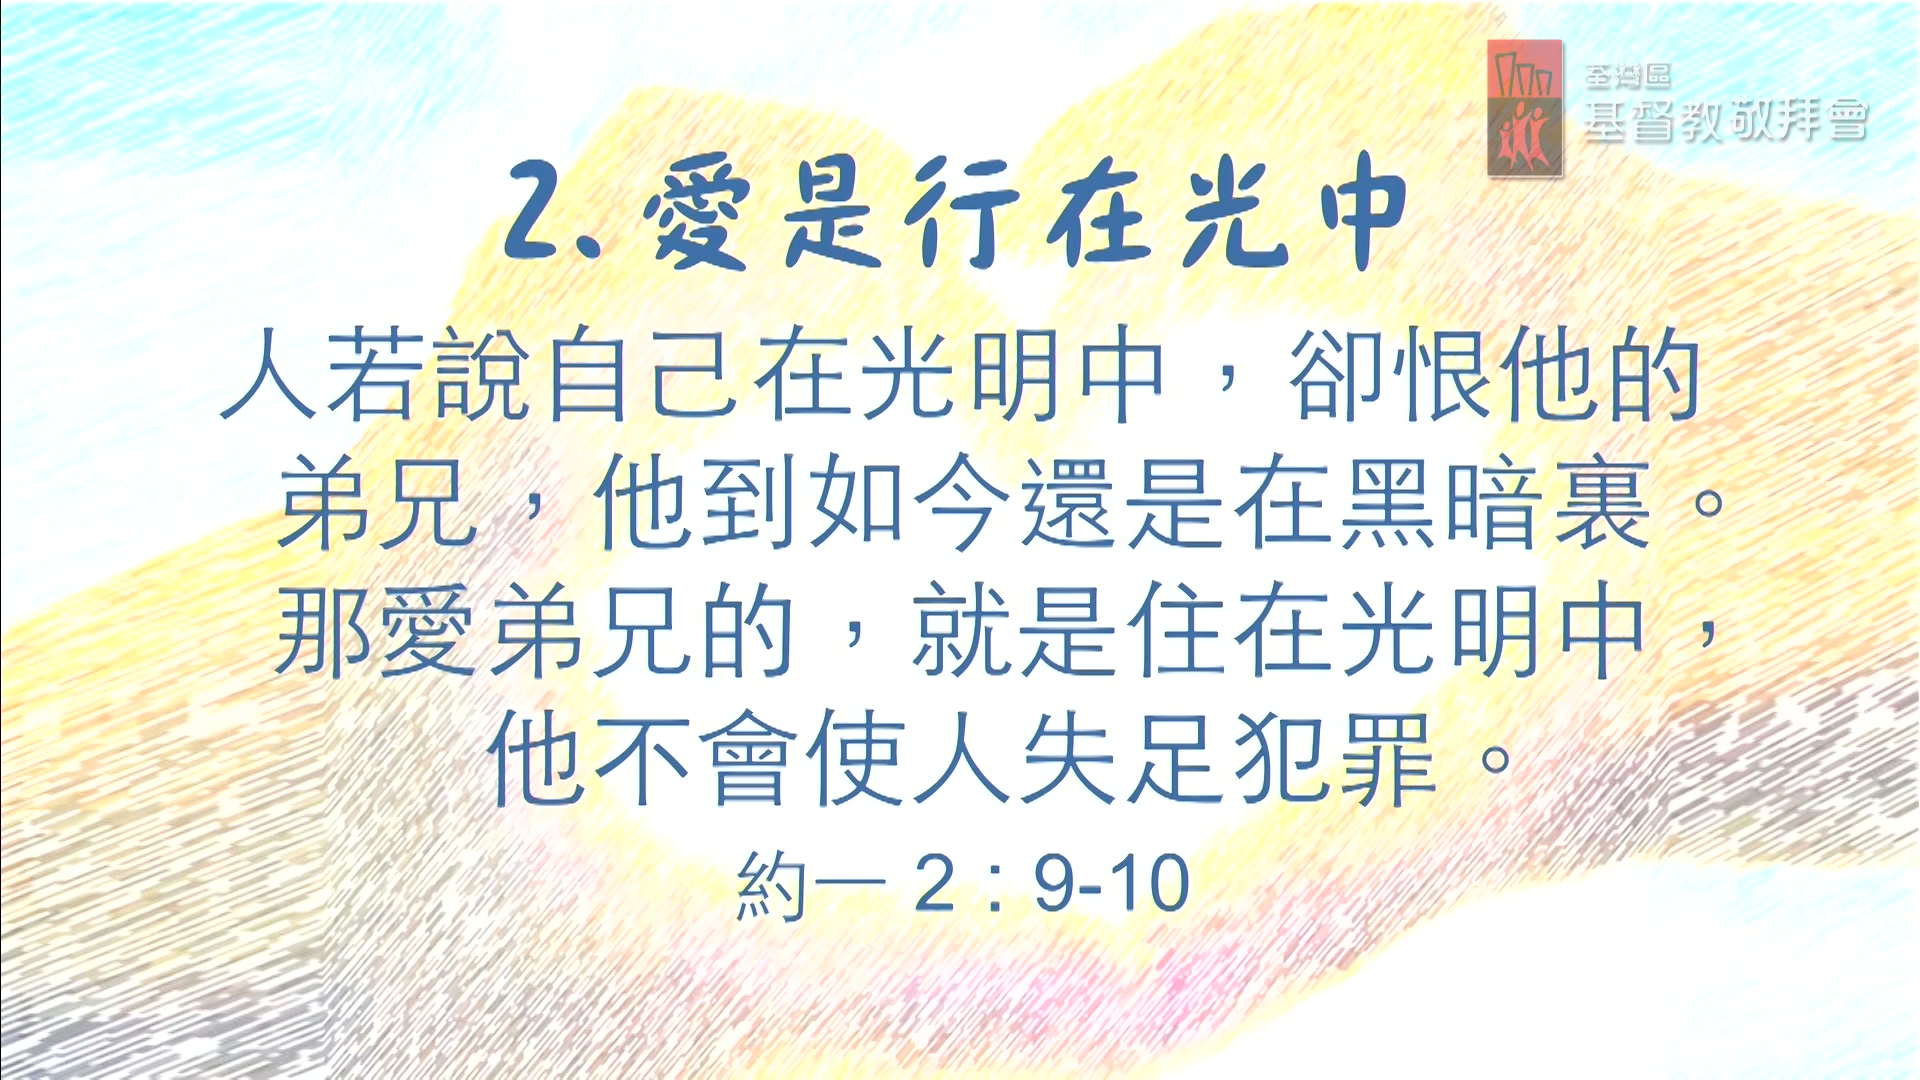 荃灣區
基督教敬拜會
2.愛是行在光中
人若說自己在光明中，卻恨他的
弟兄，他到如今還是在黑暗裏。
那愛弟兄的，就是住在光明中，
他不會使人失足犯罪。
約一 2：9-10